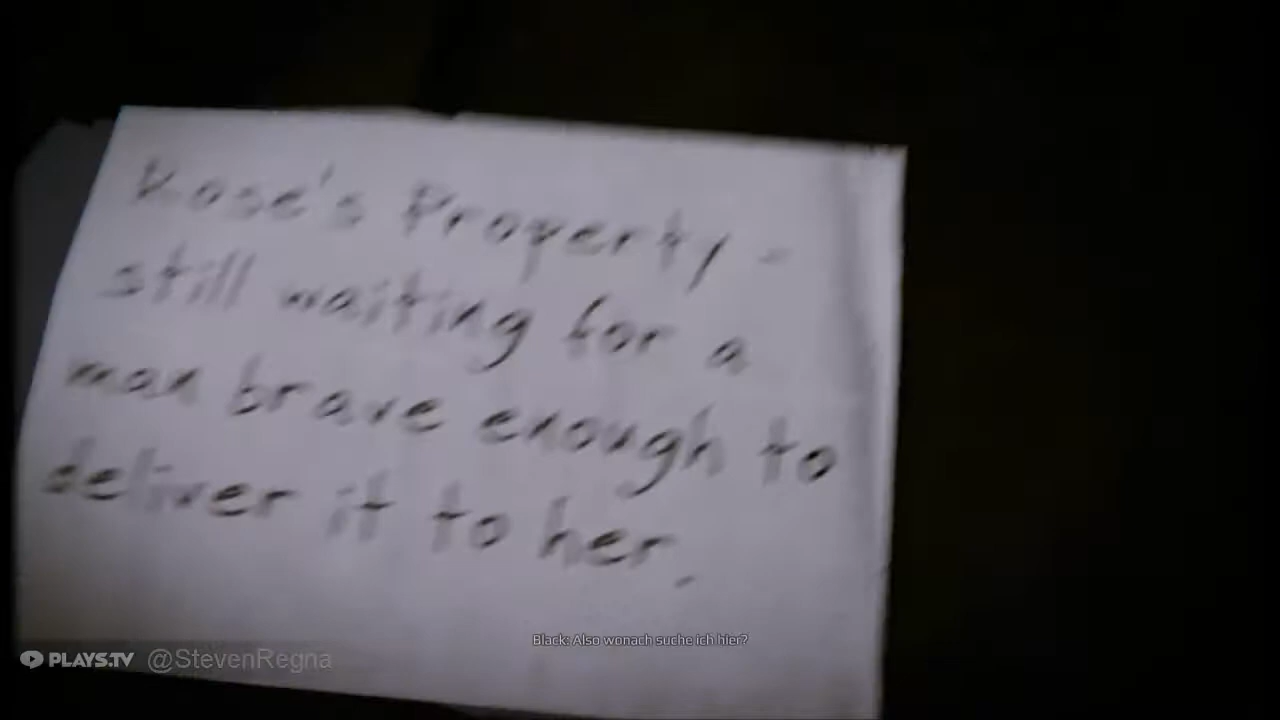 Rose's Property -
still waiting for a
man brave enough to
deliver it to her.
Black: Also wonach suche ich hier?
PLAYS.TV @StevenRegna